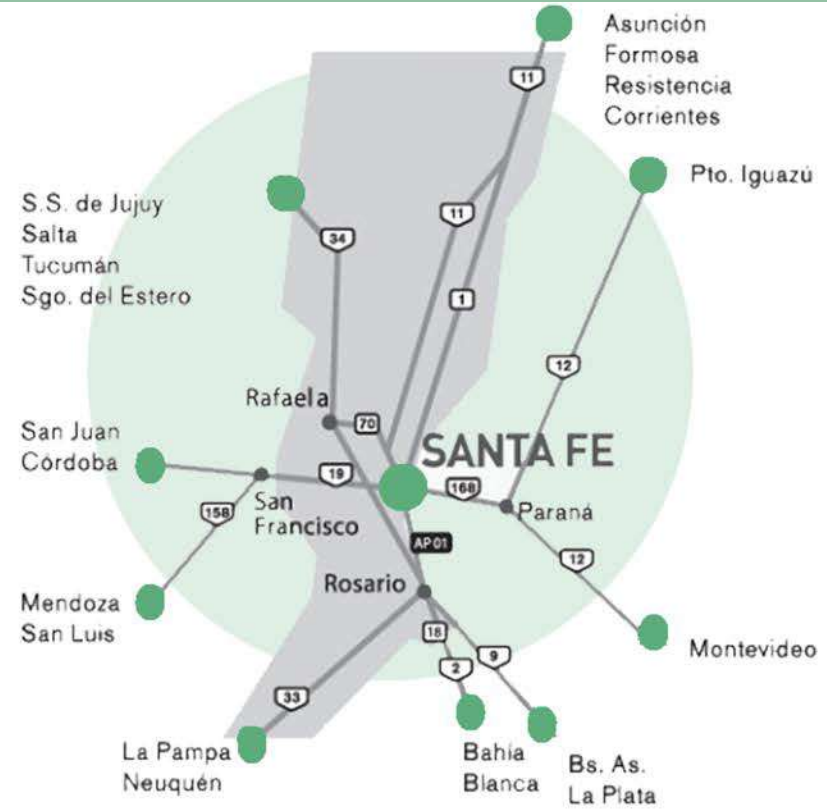 Asunción
Formosa
Resistencia
Corrientes
11
Pto. Iguazú
S.S. de Jujuy
Salta
Tucumán
Sgo. del Estero
34
11
1
12
Rafaela
70
San Juan
Córdoba
SANTA FE
19
168
San
Francisco
158
Paraná
AP 01
12
Rosario
Mendoza
San Luis
18
Montevideo
9
2
33
La Pampa
Neuquén
Bahía
Blanca
Bs. As.
La Plata